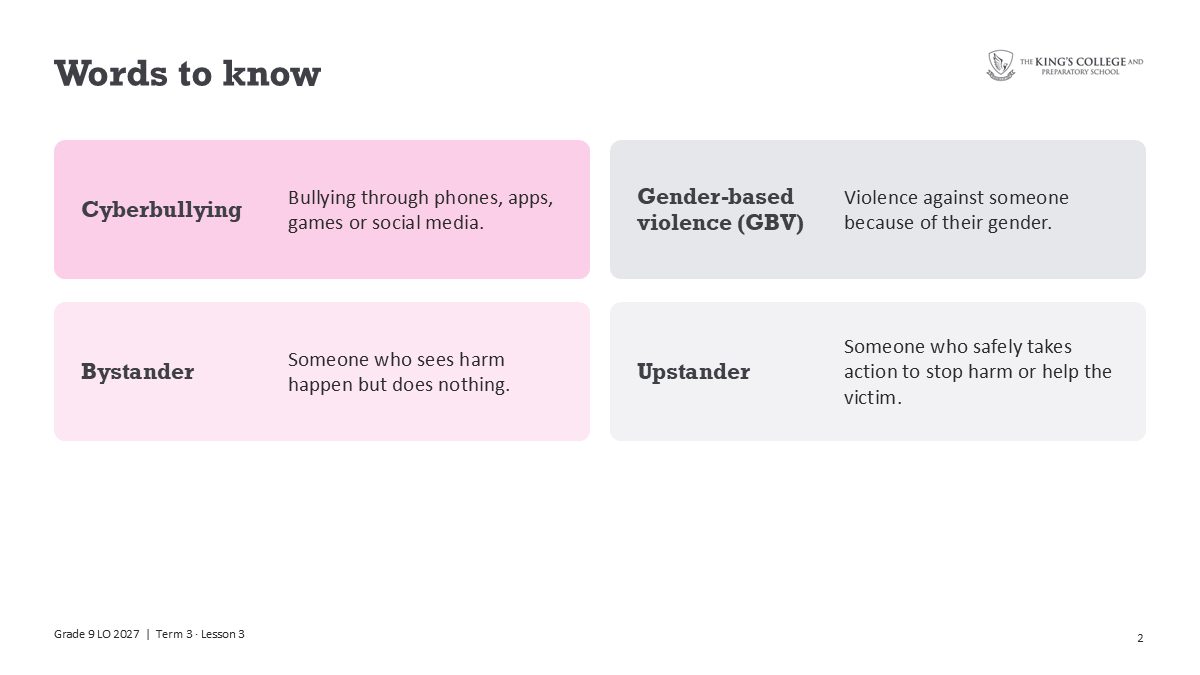 Words to know
THE KING'S COLLEGE AND
PREPARATORY SCHOOL
Cyberbullying
Bullying through phones, apps,
games or social media.
Gender-based
violence (GBV)
Violence against someone
because of their gender.
Bystander
Someone who sees harm
happen but does nothing.
Upstander
Someone who safely takes
action to stop harm or help the
victim.
Grade 9 LO 2027 | Term 3 · Lesson 3
2